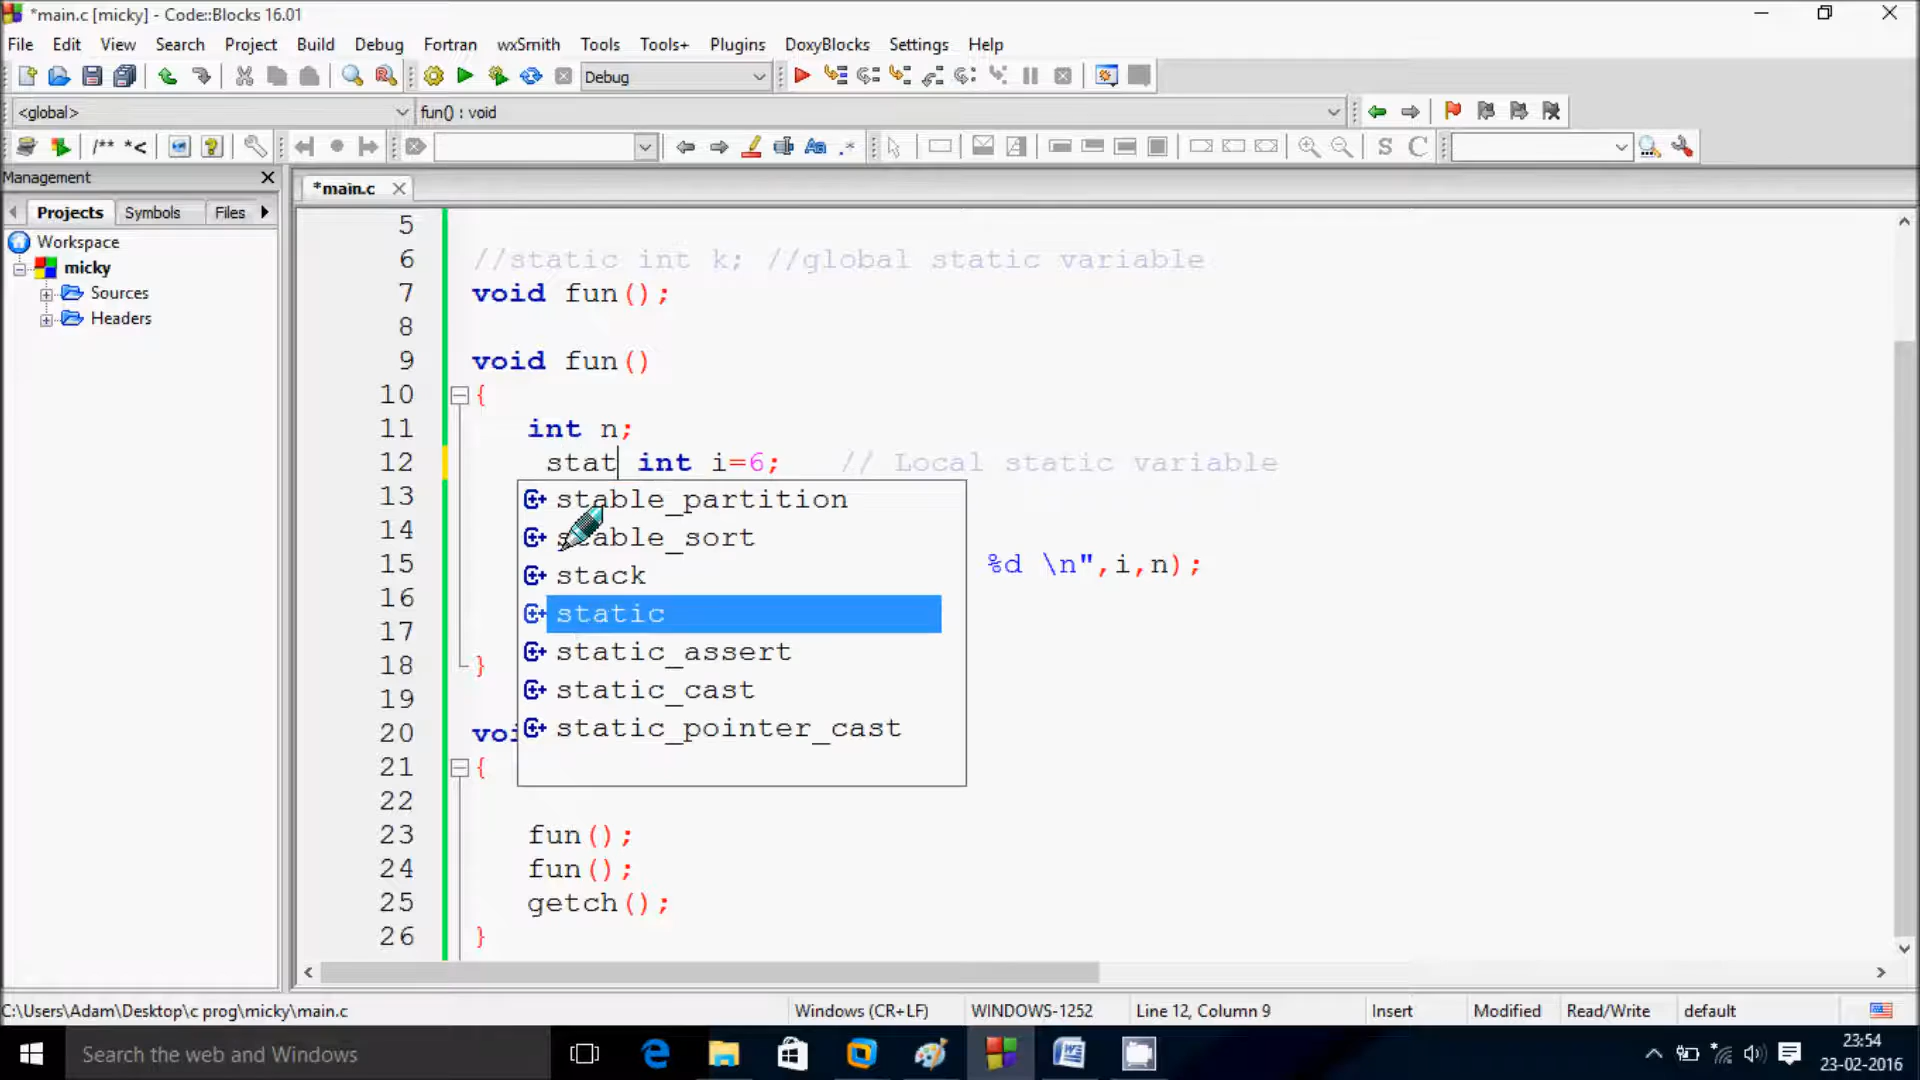 *main.c [micky] - Code::Blocks 16.01
File Edit View Search Project Build Debug Fortran wxSmith Tools Tools+ Plugins DoxyBlocks Settings Help
Debug
<global> fun() : void
/** *<
Management
*main.c
Projects Symbols Files
Workspace
micky
Sources
Headers
5
6 //static int k; //global static variable
7 void fun();
8
9 void fun()
10 {
11 int n;
12 stat int i=6; // Local static variable
13 stable_partition
14 stable_sort
15 %d \n",i,n);
stack
16 static
17 static_assert
18 }
19 static_cast
20 voi static_pointer_cast
21 {
22
23 fun();
24 fun();
25 getch();
26 }
C:\Users\Adam\Desktop\c prog\micky\main.c Windows (CR+LF) WINDOWS-1252 Line 12, Column 9 Insert Modified Read/Write default
Search the web and Windows
23:54
23-02-2016